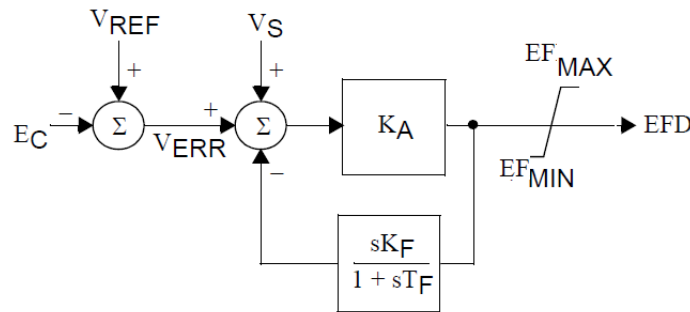 VREF
VS
+
+
EFMAX
−
Σ
+
Σ
KA
EFD
EC
VERR
−
EFMIN
sKF
1 + sTF